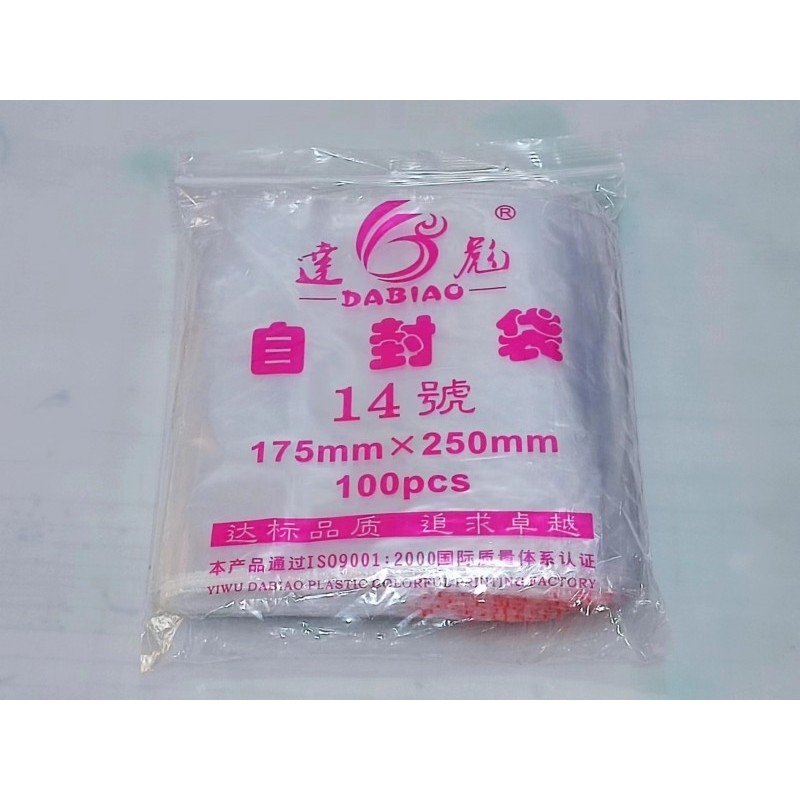 達彪®
DABIAO
自封袋
14號
175mm×250mm
100pcs
达标品质 追求卓越
本产品通过ISO9001:2000国际质量体系认证
YIWU DABIAO PLASTIC COLORFUL PRINTING FACTORY